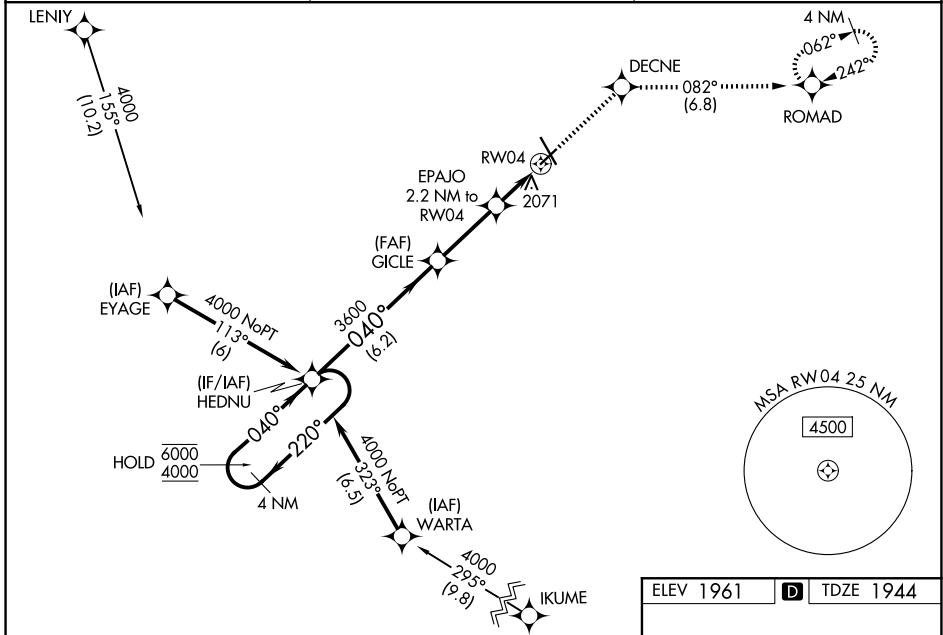 LENIY
4000
155°
(10.2)
4 NM
062°
242°
DECNE
082°
(6.8)
ROMAD
RW04
EPAJO
2.2 NM to
RW04
2071
(FAF)
GICLE
(IAF)
EYAGE
4000 NoPT
113°
(6)
3600
040°
(6.2)
(IF/IAF)
HEDNU
040°
220°
HOLD 6000
4000
4 NM
4000 NoPT
323°
(6.5)
(IAF)
WARTA
4000
295°
(9.8)
IKUME
MSA RW04 25 NM
4500
ELEV 1961 D TDZE 1944